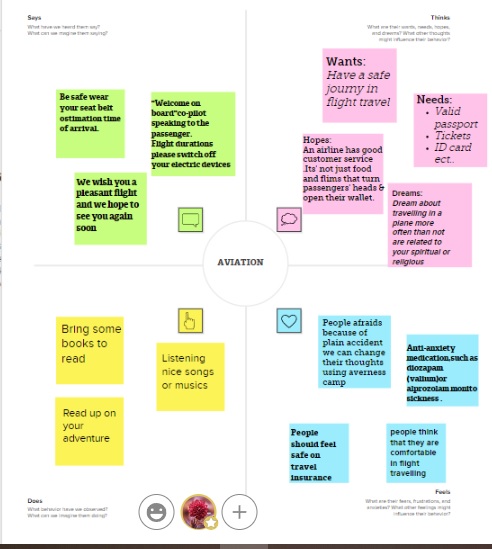 Says
What have we heard them say?
What can we imagine them saying?
Thinks
What are their wants, needs, hopes,
and dreams? What other thoughts
might influence their behavior?
Be safe wear
your seat belt
ostimation time
of arrival.
"Welcome on
board"co-pilot
speaking to the
passenger.
Flight durations
please switch off
your electric devices
We wish you a
pleasant flight
and we hope to
see you again
soon
Wants:
Have a safe
journy in
flight travel
Needs:
• Valid
passport
• Tickets
• ID card
ect..
Hopes:
An airline has good
customer service
.Its' not just food
and flims that turn
passengers' heads &
open their wallet.
Dreams:
Dream about
travelling in a
plane more
often than not
are related to
your spiritual or
religious
AVIATION
Bring some
books to
read
Listening
nice songs
or musics
Read up on
your
adventure
People afraids
because of
plain accident
we can change
their thoughts
using averness
camp
Anti-anxiety
medication,such as
diozapam
(valium)or
alprozolam monito
sickness .
People
should feel
safe on
travel
insurance
people think
that they are
comfortable
in flight
travelling
Does
What behavior have we observed?
What can we imagine them doing?
Feels
What are their fears, frustrations, and
anxieties? What other feelings might
influence their behavior?